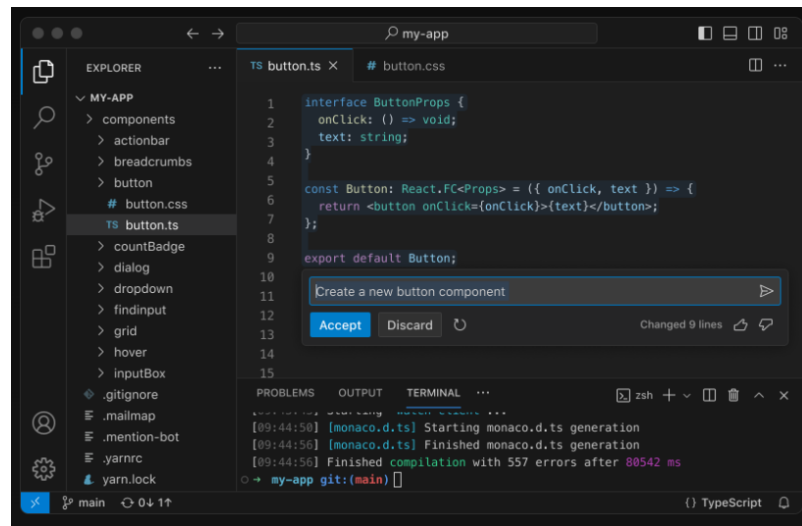 my-app
EXPLORER
MY-APP
components
actionbar
breadcrumbs
button
# button.css
TS button.ts
countBadge
dialog
dropdown
findinput
grid
hover
inputBox
.gitignore
.mailmap
.mention-bot
.yarnrc
yarn.lock
TS button.ts
# button.css
1 interface ButtonProps {
2 onClick: () => void;
3 text: string;
4 }
5
6 const Button: React.FC<Props> = ({ onClick, text }) => {
7 return <button onClick={onClick}>{text}</button>;
8 };
9 export default Button;
10
11
12
13
14
15
Create a new button component
Accept Discard Changed 9 lines
PROBLEMS OUTPUT TERMINAL ··· zsh
[09:44:50] [monaco.d.ts] Starting monaco.d.ts generation
[09:44:56] [monaco.d.ts] Finished monaco.d.ts generation
[09:44:56] Finished compilation with 557 errors after 80542 ms
→ my-app git:(main)
main 0↓ 1↑ {} TypeScript